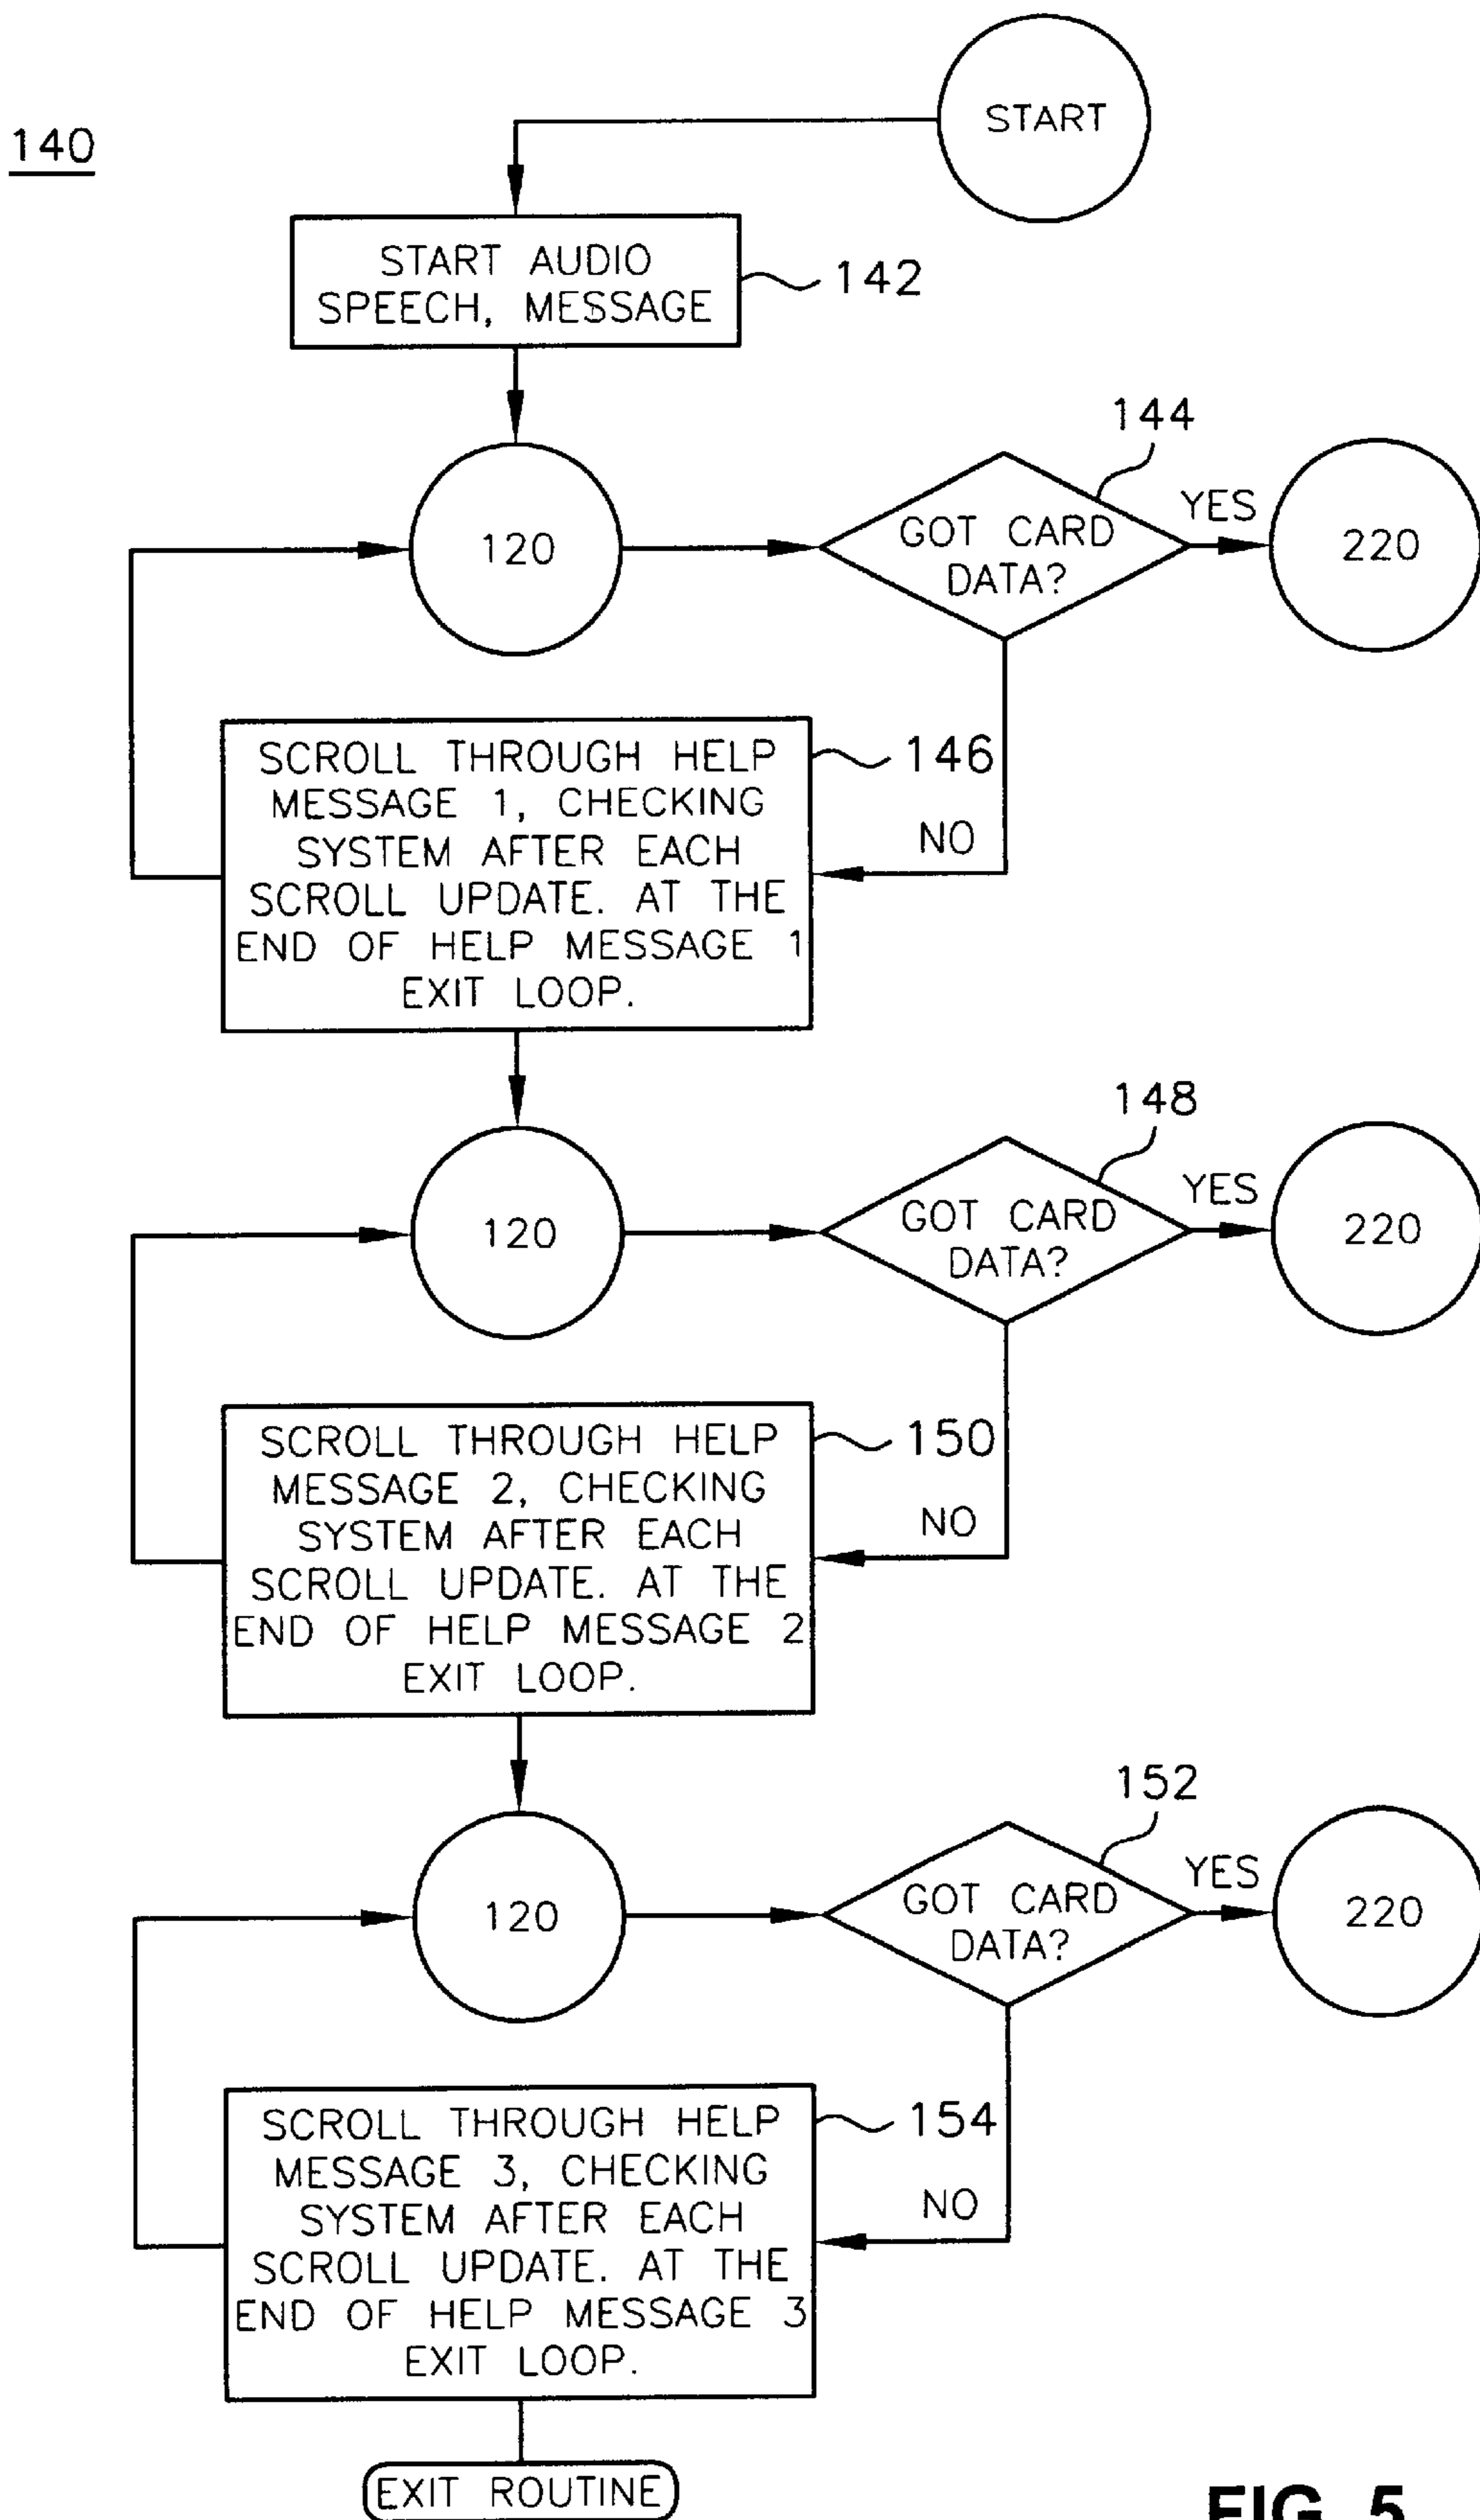 START
140
START AUDIO
SPEECH, MESSAGE
142
144
120
GOT CARD
DATA?
YES
220
SCROLL THROUGH HELP
MESSAGE 1, CHECKING
SYSTEM AFTER EACH
SCROLL UPDATE. AT THE
END OF HELP MESSAGE 1
EXIT LOOP.
146
NO
148
120
GOT CARD
DATA?
YES
220
SCROLL THROUGH HELP
MESSAGE 2, CHECKING
SYSTEM AFTER EACH
SCROLL UPDATE. AT THE
END OF HELP MESSAGE 2
EXIT LOOP.
150
NO
152
120
GOT CARD
DATA?
YES
220
SCROLL THROUGH HELP
MESSAGE 3, CHECKING
SYSTEM AFTER EACH
SCROLL UPDATE. AT THE
END OF HELP MESSAGE 3
EXIT LOOP.
154
NO
EXIT ROUTINE
FIG. 5